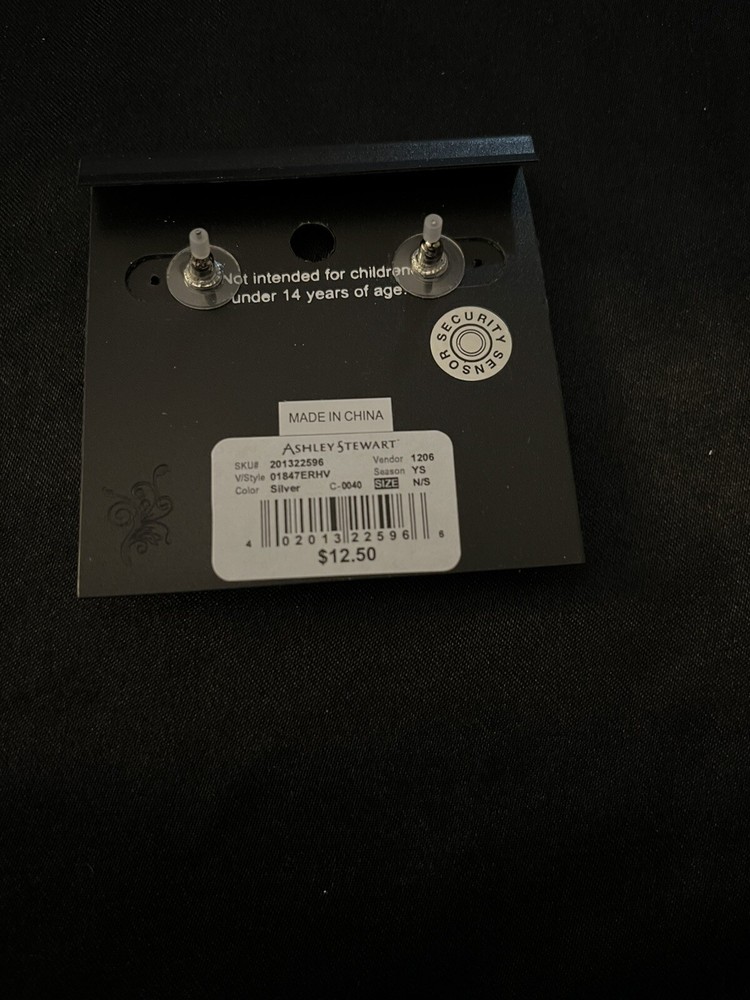 Not intended for children
under 14 years of age.
SECURITY SENSOR
MADE IN CHINA
ASHLEY STEWART
SKU# 201322596 Vendor 1206
V/Style 01847ERHV Season YS
Color Silver C-0040 SIZE N/S
4 02013 22596 6
$12.50